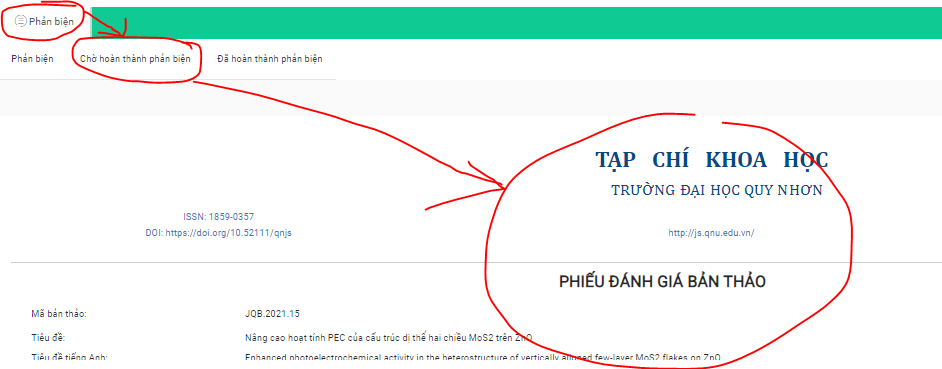 Phản biện
Phản biện Chờ hoàn thành phản biện Đã hoàn thành phản biện
TẠP CHÍ KHOA HỌC
TRƯỜNG ĐẠI HỌC QUY NHƠN
ISSN: 1859-0357
DOI: https://doi.org/10.52111/qnjs
http://js.qnu.edu.vn/
PHIẾU ĐÁNH GIÁ BẢN THẢO
Mã bản thảo: JQB.2021.15
Tiêu đề: Nâng cao hoạt tính PEC của cấu trúc dị thể hai chiều MoS2 trên ZnO
Tiêu đề tiếng Anh: Enhanced photoelectrochemical activity in the heterostructure of vertically aligned few-layer MoS2 flakes on ZnO